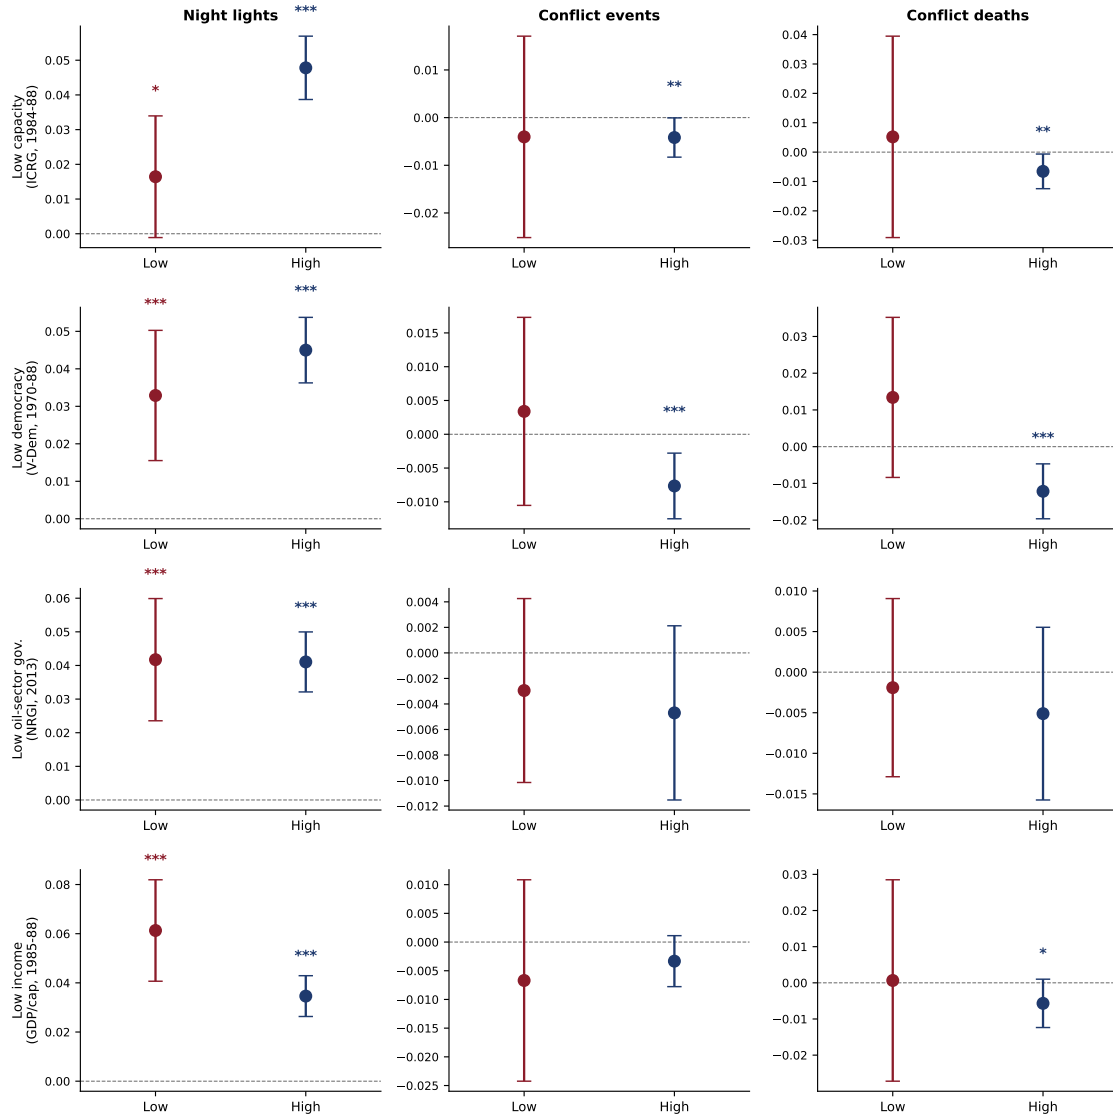 Night lights
Conflict events
Conflict deaths
Low capacity
(ICRG, 1984-88)
***
*
0.05
0.04
0.03
0.02
0.01
0.00
Low
High
**
0.01
0.00
−0.01
−0.02
Low
High
**
0.04
0.03
0.02
0.01
0.00
−0.01
−0.02
−0.03
Low
High
Low democracy
(V-Dem, 1970-88)
***
***
0.05
0.04
0.03
0.02
0.01
0.00
Low
High
***
0.015
0.010
0.005
0.000
−0.005
−0.010
Low
High
***
0.03
0.02
0.01
0.00
−0.01
−0.02
Low
High
Low oil-sector gov.
(NRGI, 2013)
***
***
0.06
0.05
0.04
0.03
0.02
0.01
0.00
Low
High
0.004
0.002
0.000
−0.002
−0.004
−0.006
−0.008
−0.010
−0.012
Low
High
0.010
0.005
0.000
−0.005
−0.010
−0.015
Low
High
Low income
(GDP/cap, 1985-88)
***
***
0.08
0.06
0.04
0.02
0.00
Low
High
0.010
0.005
0.000
−0.005
−0.010
−0.015
−0.020
−0.025
Low
High
*
0.03
0.02
0.01
0.00
−0.01
−0.02
Low
High